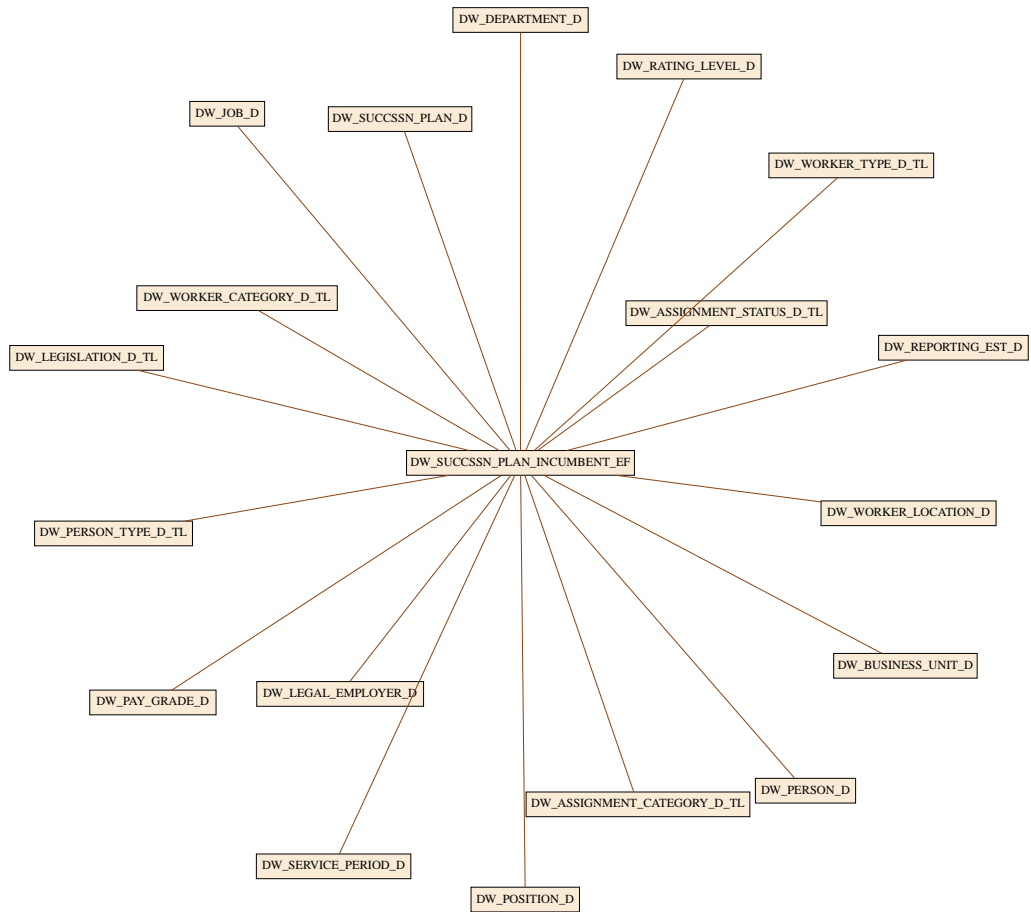 DW_DEPARTMENT_D
DW_RATING_LEVEL_D
DW_JOB_D
DW_SUCCSSN_PLAN_D
DW_WORKER_TYPE_D_TL
DW_WORKER_CATEGORY_D_TL
DW_ASSIGNMENT_STATUS_D_TL
DW_LEGISLATION_D_TL
DW_REPORTING_EST_D
DW_SUCCSSN_PLAN_INCUMBENT_EF
DW_WORKER_LOCATION_D
DW_PERSON_TYPE_D_TL
DW_BUSINESS_UNIT_D
DW_LEGAL_EMPLOYER_D
DW_PAY_GRADE_D
DW_PERSON_D
DW_ASSIGNMENT_CATEGORY_D_TL
DW_SERVICE_PERIOD_D
DW_POSITION_D